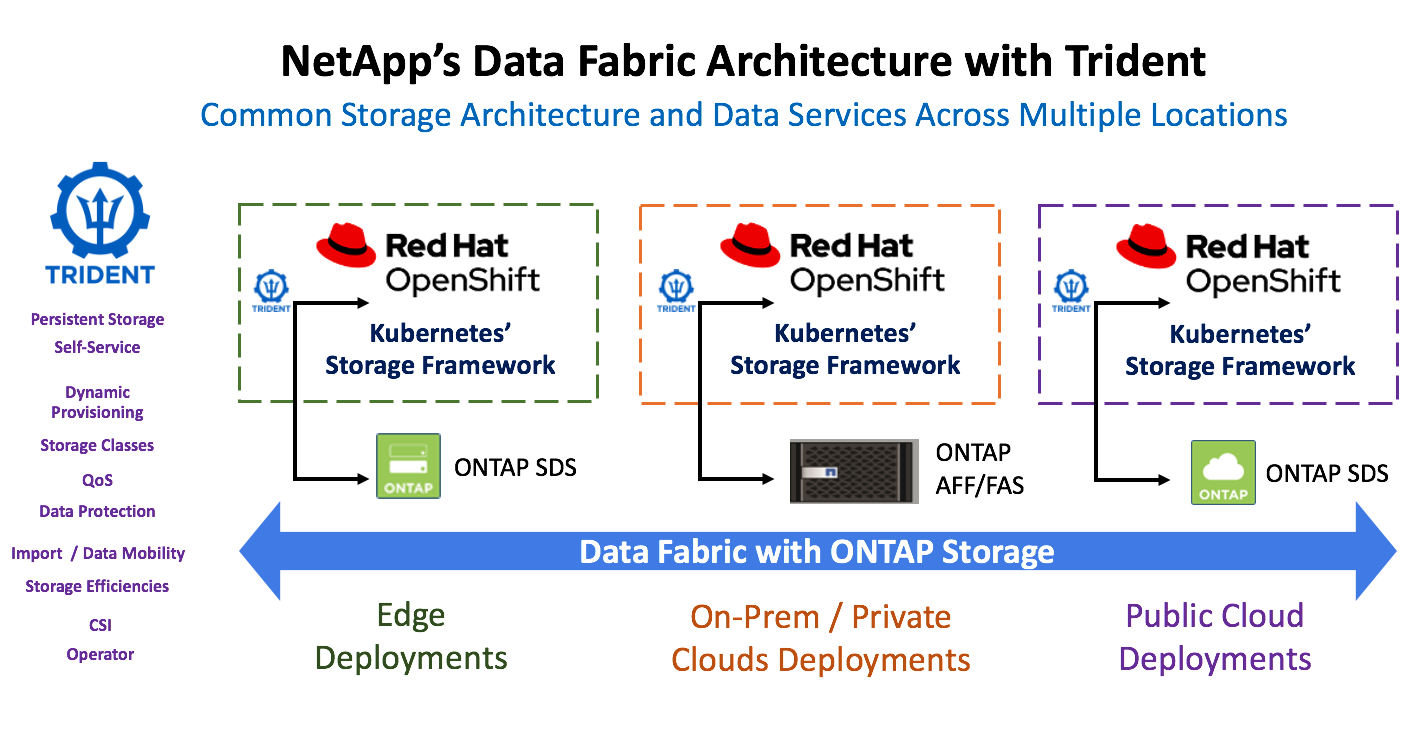 NetApp’s Data Fabric Architecture with Trident
Common Storage Architecture and Data Services Across Multiple Locations
TRIDENT
Persistent Storage
Self-Service
Dynamic
Provisioning
Storage Classes
QoS
Data Protection
Import / Data Mobility
Storage Efficiencies
CSI
Operator
Red Hat
OpenShift
TRIDENT
Kubernetes’
Storage Framework
ONTAP
ONTAP SDS
Red Hat
OpenShift
TRIDENT
Kubernetes’
Storage Framework
ONTAP
AFF/FAS
Red Hat
OpenShift
TRIDENT
Kubernetes’
Storage Framework
ONTAP
ONTAP SDS
Data Fabric with ONTAP Storage
Edge
Deployments
On-Prem / Private
Clouds Deployments
Public Cloud
Deployments